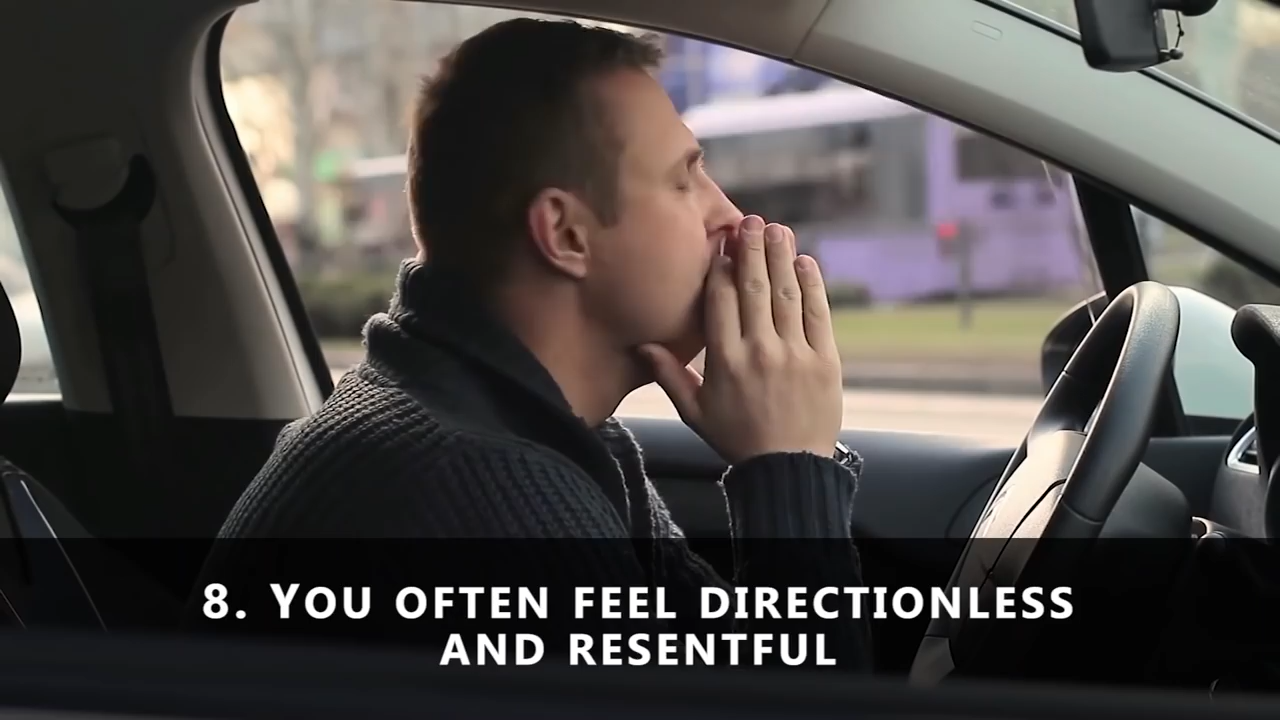 8. You often feel directionless
and resentful